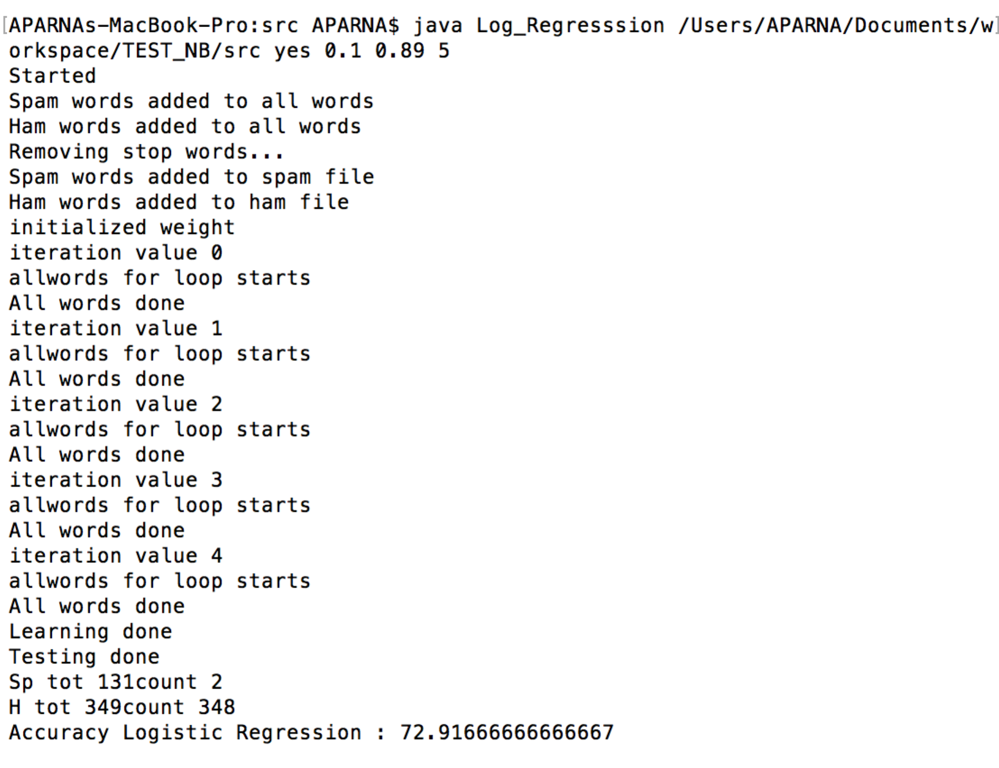 [APARNAs-MacBook-Pro:src APARNA$ java Log_Regresssion /Users/APARNA/Documents/w]
orkspace/TEST_NB/src yes 0.1 0.89 5
Started
Spam words added to all words
Ham words added to all words
Removing stop words...
Spam words added to spam file
Ham words added to ham file
initialized weight
iteration value 0
allwords for loop starts
All words done
iteration value 1
allwords for loop starts
All words done
iteration value 2
allwords for loop starts
All words done
iteration value 3
allwords for loop starts
All words done
iteration value 4
allwords for loop starts
All words done
Learning done
Testing done
Sp tot 131count 2
H tot 349count 348
Accuracy Logistic Regression : 72.91666666666667